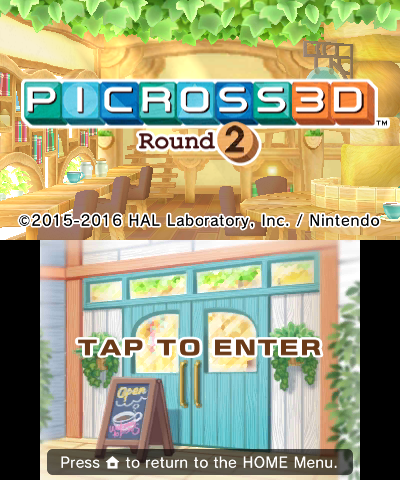 PICROSS3D™
Round 2
©2015-2016 HAL Laboratory, Inc. / Nintendo
TAP TO ENTER
Open
Press to return to the HOME Menu.